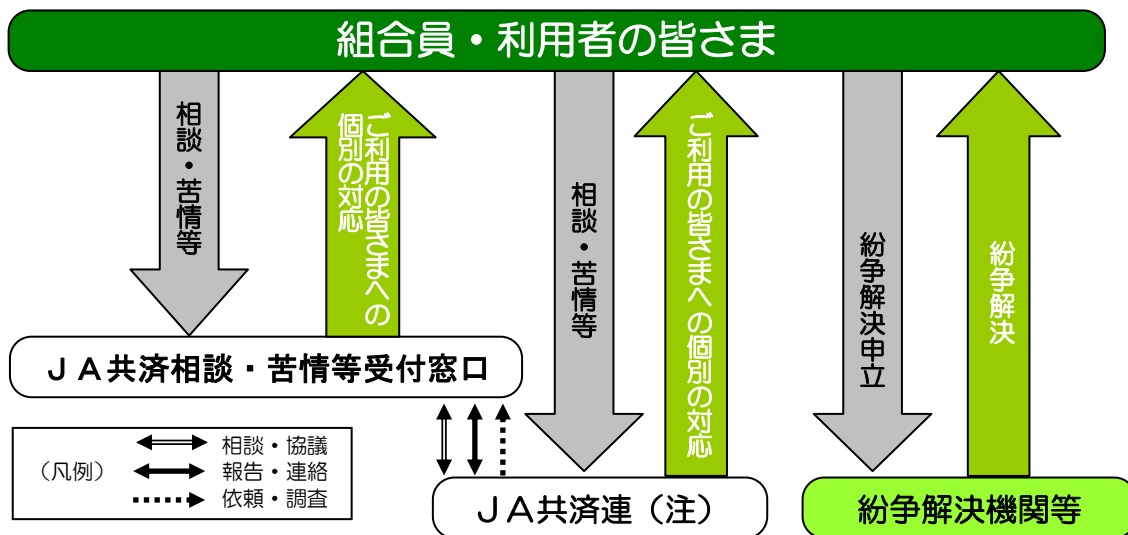 組合員・利用者の皆さま
相談・苦情等
ご利用の皆さまへの
個別の対応
相談・苦情等
ご利用の皆さまへの個別の対応
紛争解決申立
紛争解決
ＪＡ共済相談・苦情等受付窓口
（凡例）
相談・協議
報告・連絡
依頼・調査
ＪＡ共済連（注）
紛争解決機関等